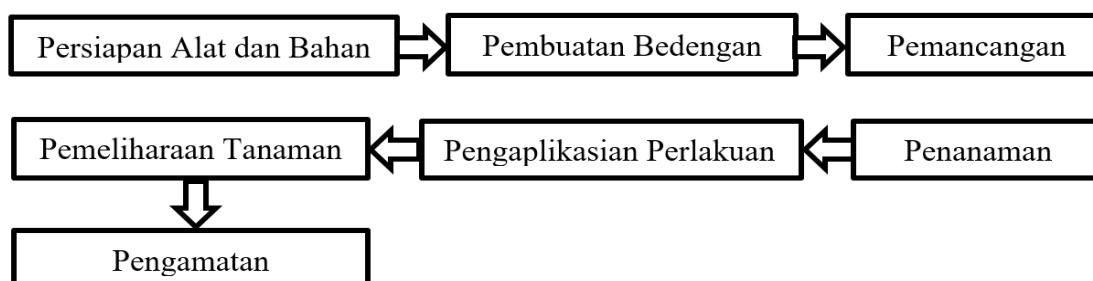 Persiapan Alat dan Bahan
Pembuatan Bedengan
Pemancangan
Penanaman
Pengaplikasian Perlakuan
Pemeliharaan Tanaman
Pengamatan